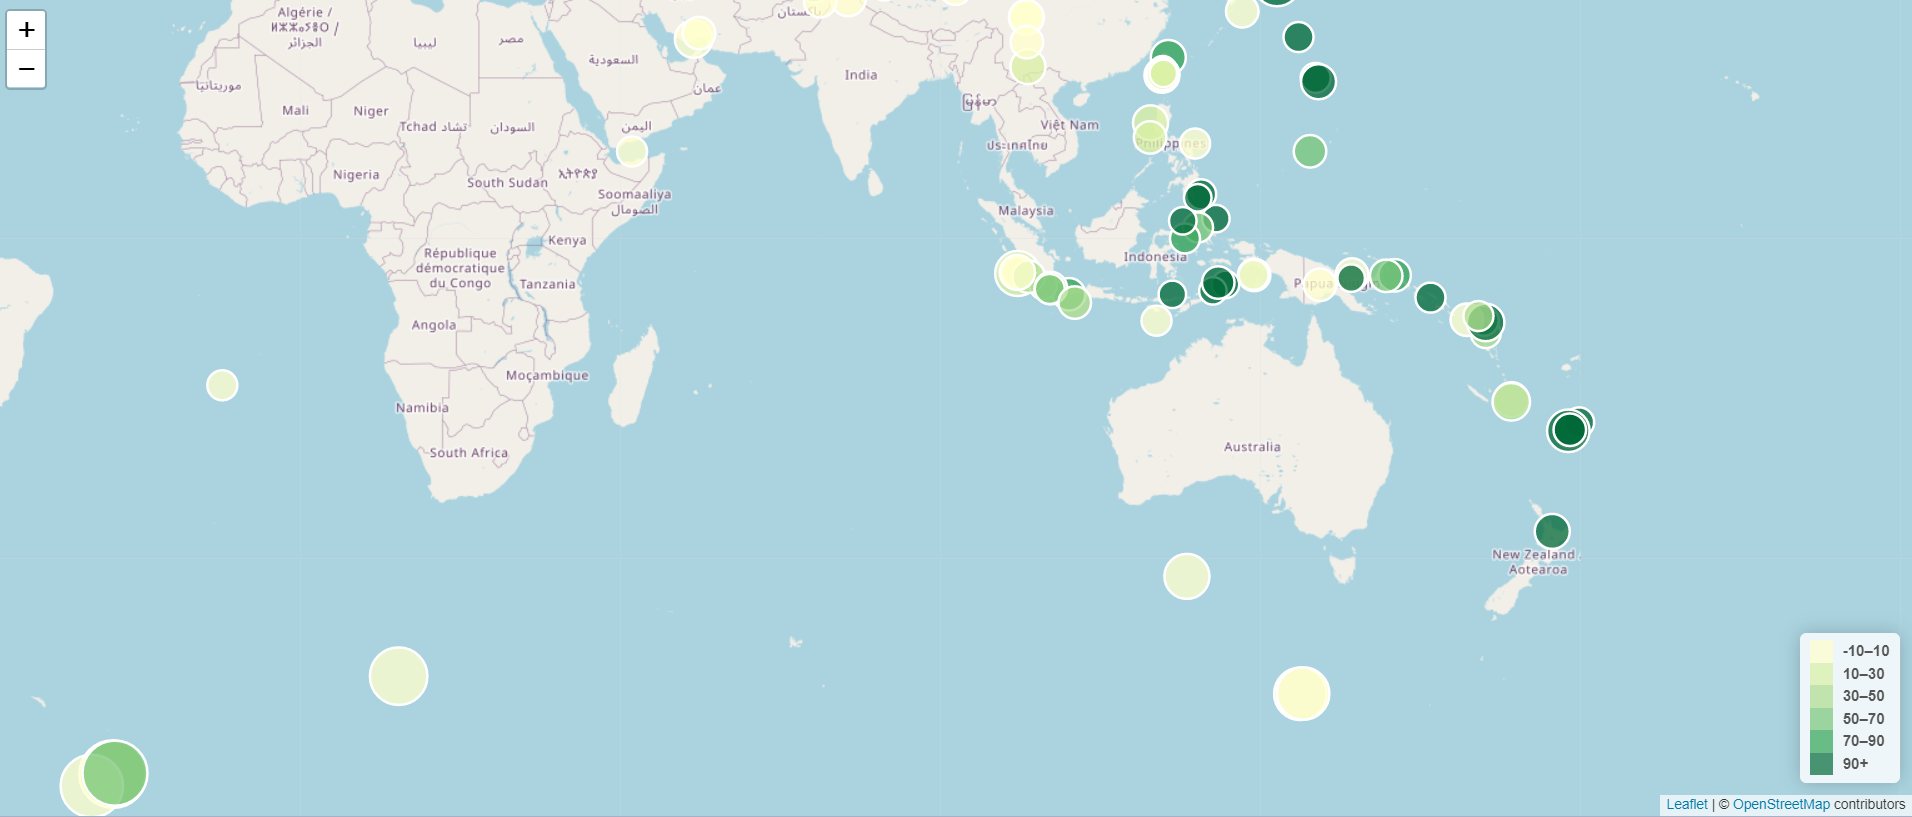 +
−
Algérie /
ⵍⵣⵣⴰⵢⴻⵔ /
الجزائر
ليبيا
مصر
السعودية
عمان
پاکستان
India
မြန်မာ
Việt Nam
ประเทศไทย
Philippines
موريتانيا
Mali
Niger
Tchad تشاد
السودان
اليمن
Nigeria
South Sudan
ኢትዮጵያ
Soomaaliya
الصومال
Malaysia
Kenya
République
démocratique
du Congo
Tanzania
Indonesia
Angola
Moçambique
Namibia
South Africa
Australia
New Zealand /
Aotearoa
-10–10
10–30
30–50
50–70
70–90
90+
Leaflet | © OpenStreetMap contributors